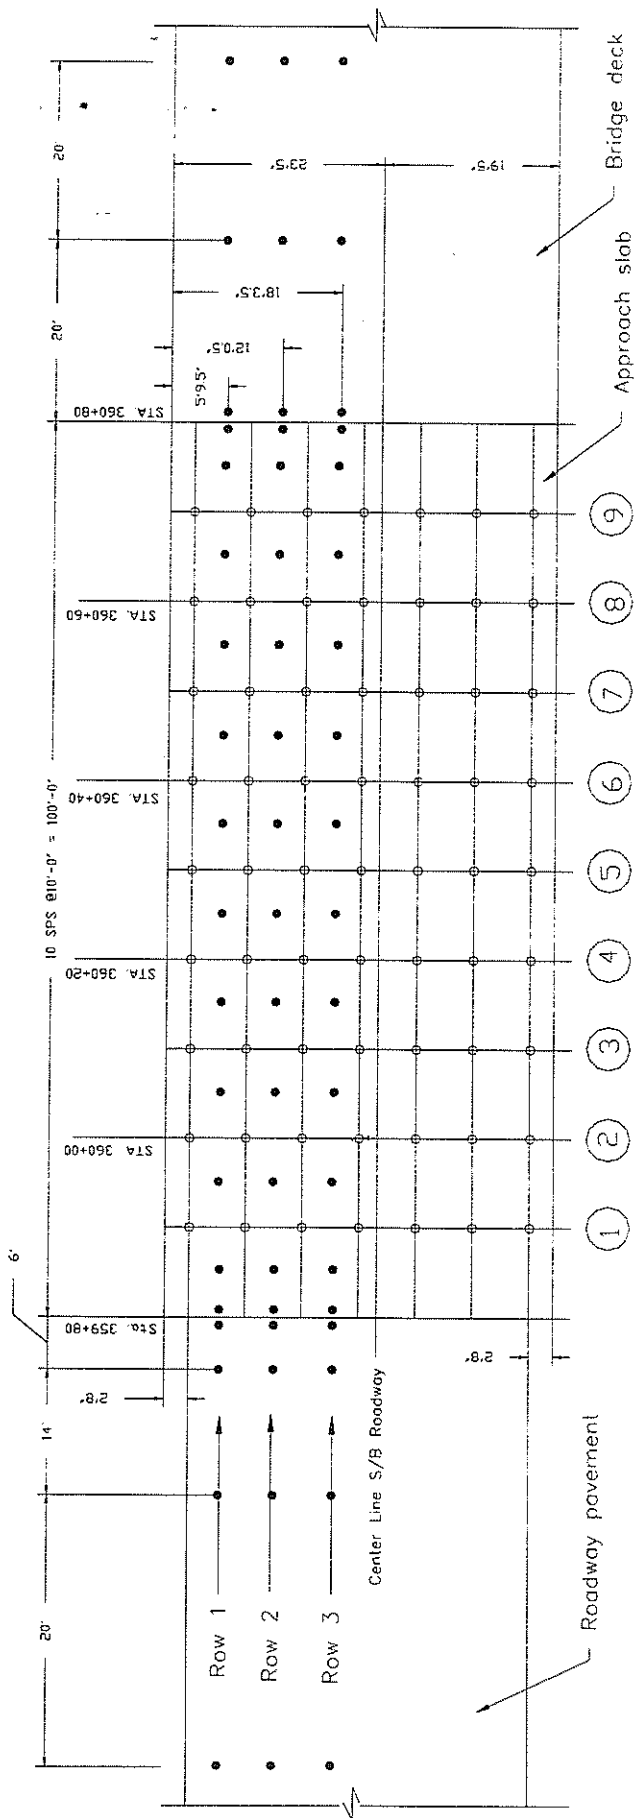 20'
14'
6'
10 SPS @10'-0" = 100'-0"
20'
20'
2'8"
Sta. 359+80
STA 360+00
STA. 360+20
STA. 360+40
STA. 360+60
STA. 360+80
5'9.5"
12'0.5"
18'3.5"
23'5"
19'5"
Row 1
Row 2
Row 3
Center Line S/B Roadway
2'8"
Roadway pavement
1
2
3
4
5
6
7
8
9
Approach slab
Bridge deck